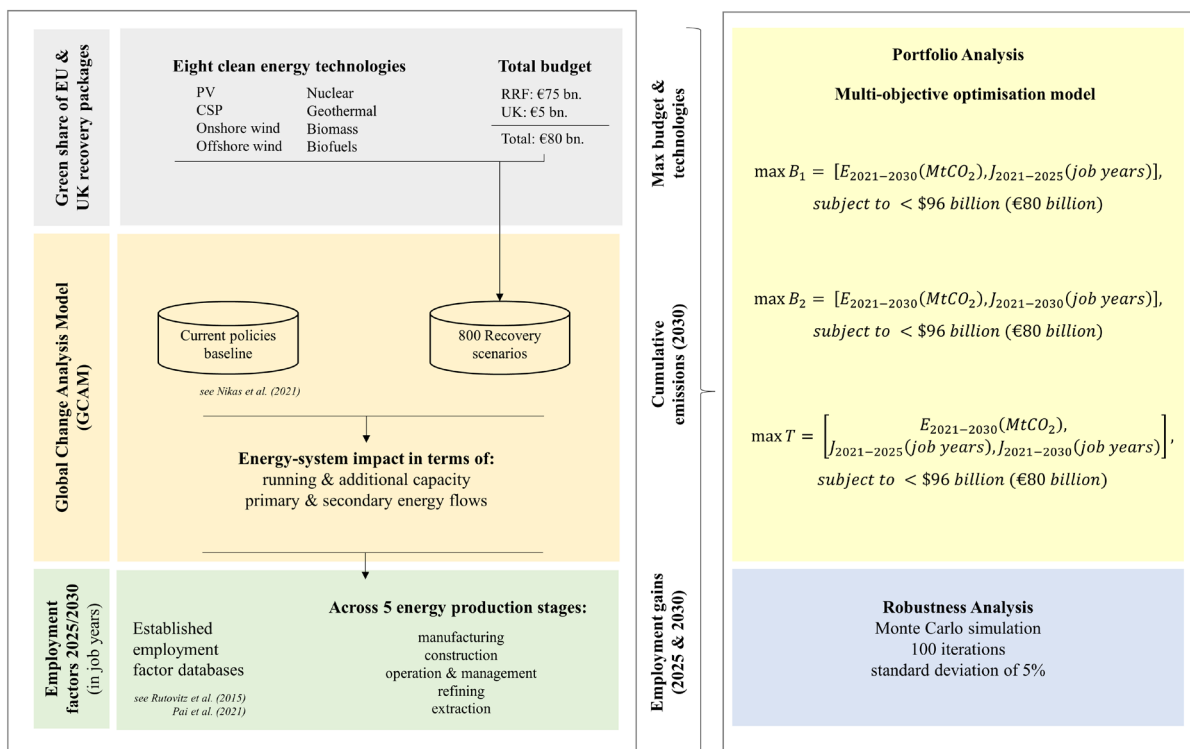 Green share of EU &
UK recovery packages
Eight clean energy technologies
PV
CSP
Onshore wind
Offshore wind
Nuclear
Geothermal
Biomass
Biofuels
Total budget
RRF: €75 bn.
UK: €5 bn.
Total: €80 bn.
Global Change Analysis Model
(GCAM)
Current policies
baseline
see Nikas et al. (2021)
800 Recovery
scenarios
Energy-system impact in terms of:
running & additional capacity
primary & secondary energy flows
Employment
factors 2025/2030
(in job years)
Established
employment
factor databases
see Rutovitz et al. (2015)
Pai et al. (2021)
Across 5 energy production stages:
manufacturing
construction
operation & management
refining
extraction
Max budget &
technologies
Cumulative
emissions (2030)
Employment gains
(2025 & 2030)
Portfolio Analysis
Multi-objective optimisation model
max B₁ = [E₂₀₂₁₋₂₀₃₀(MtCO₂), J₂₀₂₁₋₂₀₂₅(job years)],
subject to < $96 billion (€80 billion)
max B₂ = [E₂₀₂₁₋₂₀₃₀(MtCO₂), J₂₀₂₁₋₂₀₃₀(job years)],
subject to < $96 billion (€80 billion)
max T = [E₂₀₂₁₋₂₀₃₀(MtCO₂),
J₂₀₂₁₋₂₀₂₅(job years), J₂₀₂₁₋₂₀₃₀(job years)],
subject to < $96 billion (€80 billion)
Robustness Analysis
Monte Carlo simulation
100 iterations
standard deviation of 5%